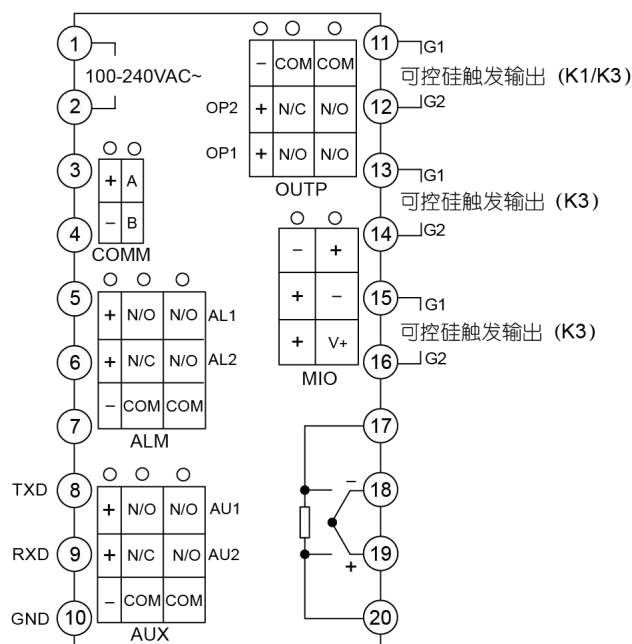 1
100-240VAC~
2
3
+ A
4
− B
COMM
5
+ N/O N/O AL1
6
+ N/C N/O AL2
7
− COM COM
ALM
TXD 8
+ N/O N/O AU1
RXD 9
+ N/C N/O AU2
GND 10
− COM COM
AUX
− COM COM
OP2 + N/C N/O
OP1 + N/O N/O
OUTP
− +
+ −
+ V+
MIO
11 G1
可控硅触发输出 (K1/K3)
12 G2
13 G1
可控硅触发输出 (K3)
14 G2
15 G1
可控硅触发输出 (K3)
16 G2
17
− 18
+ 19
20